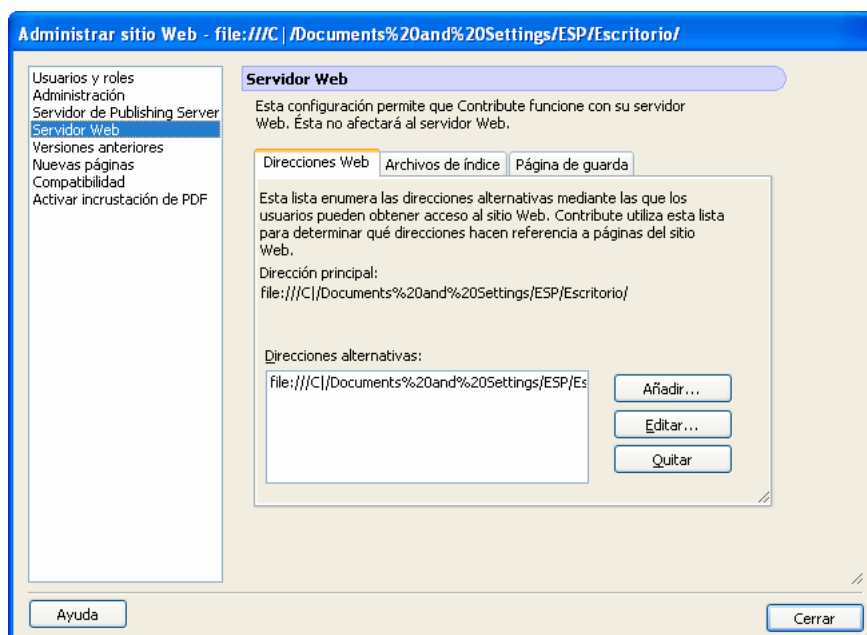 Administrar sitio Web - file:///C|/Documents%20and%20Settings/ESP/Escritorio/
Usuarios y roles
Administración
Servidor de Publishing Server
Servidor Web
Versiones anteriores
Nuevas páginas
Compatibilidad
Activar incrustación de PDF
Servidor Web
Esta configuración permite que Contribute funcione con su servidor
Web. Ésta no afectará al servidor Web.
Direcciones Web
Archivos de índice
Página de guarda
Esta lista enumera las direcciones alternativas mediante las que los
usuarios pueden obtener acceso al sitio Web. Contribute utiliza esta lista
para determinar qué direcciones hacen referencia a páginas del sitio
Web.
Dirección principal:
file:///C|/Documents%20and%20Settings/ESP/Escritorio/
Direcciones alternativas:
file:///C|/Documents%20and%20Settings/ESP/Es
Añadir...
Editar...
Quitar
Ayuda
Cerrar